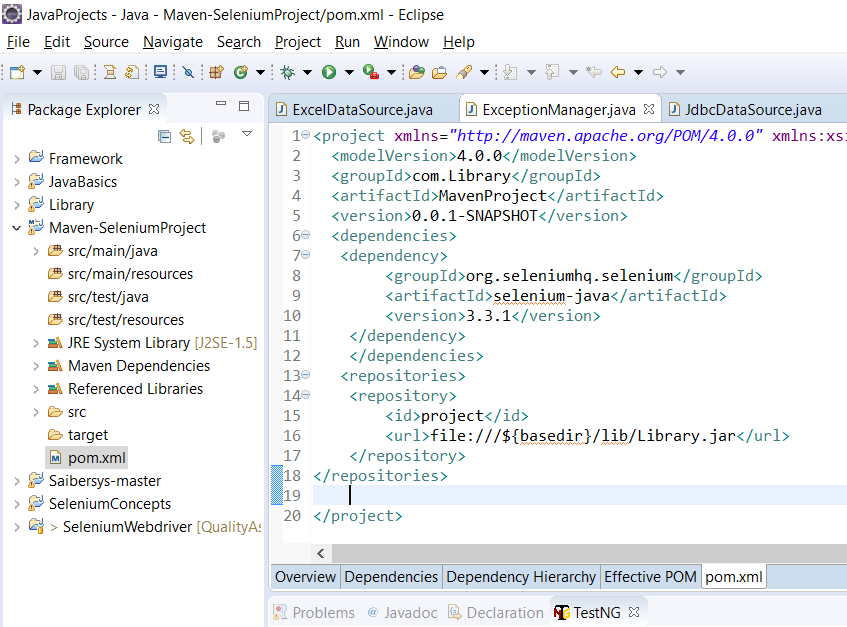 JavaProjects - Java - Maven-SeleniumProject/pom.xml - Eclipse
File Edit Source Navigate Search Project Run Window Help
Package Explorer
ExcelDataSource.java ExceptionManager.java JdbcDataSource.java
Framework
JavaBasics
Library
Maven-SeleniumProject
src/main/java
src/main/resources
src/test/java
src/test/resources
JRE System Library [J2SE-1.5]
Maven Dependencies
Referenced Libraries
src
target
pom.xml
Saibersys-master
SeleniumConcepts
> SeleniumWebdriver [QualityAs
1 <project xmlns="http://maven.apache.org/POM/4.0.0" xmlns:xsi
2 <modelVersion>4.0.0</modelVersion>
3 <groupId>com.Library</groupId>
4 <artifactId>MavenProject</artifactId>
5 <version>0.0.1-SNAPSHOT</version>
6 <dependencies>
7 <dependency>
8 <groupId>org.seleniumhq.selenium</groupId>
9 <artifactId>selenium-java</artifactId>
10 <version>3.3.1</version>
11 </dependency>
12 </dependencies>
13 <repositories>
14 <repository>
15 <id>project</id>
16 <url>file:///${basedir}/lib/Library.jar</url>
17 </repository>
18 </repositories>
19
20 </project>
Overview Dependencies Dependency Hierarchy Effective POM pom.xml
Problems @ Javadoc Declaration TestNG